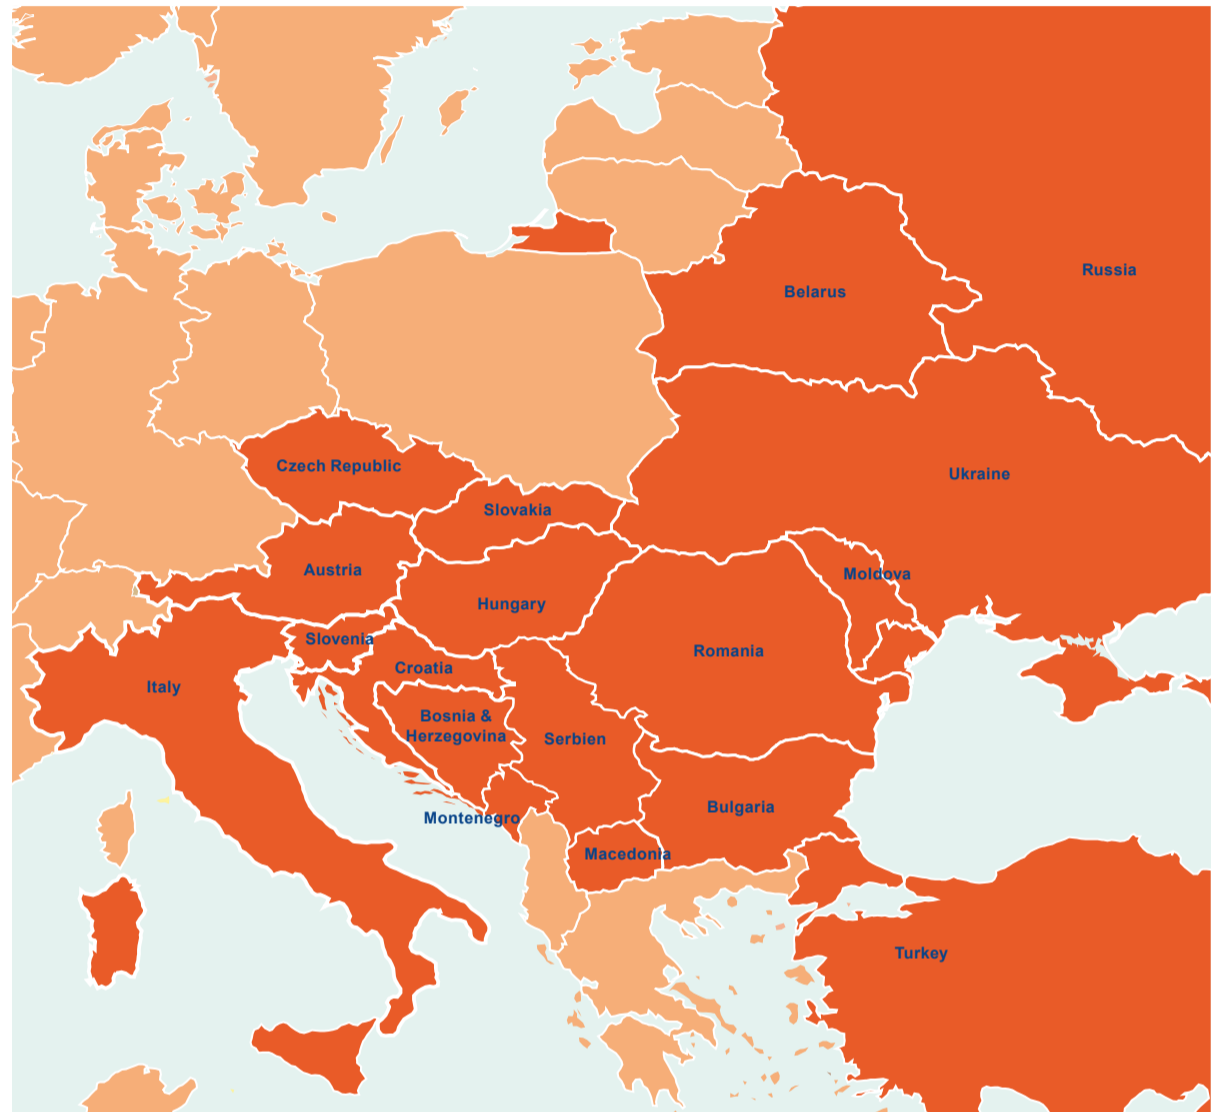 Russia
Belarus
Czech Republic
Ukraine
Slovakia
Austria
Moldova
Hungary
Slovenia
Romania
Croatia
Italy
Bosnia &
Herzegovina
Serbien
Bulgaria
Montenegro
Macedonia
Turkey